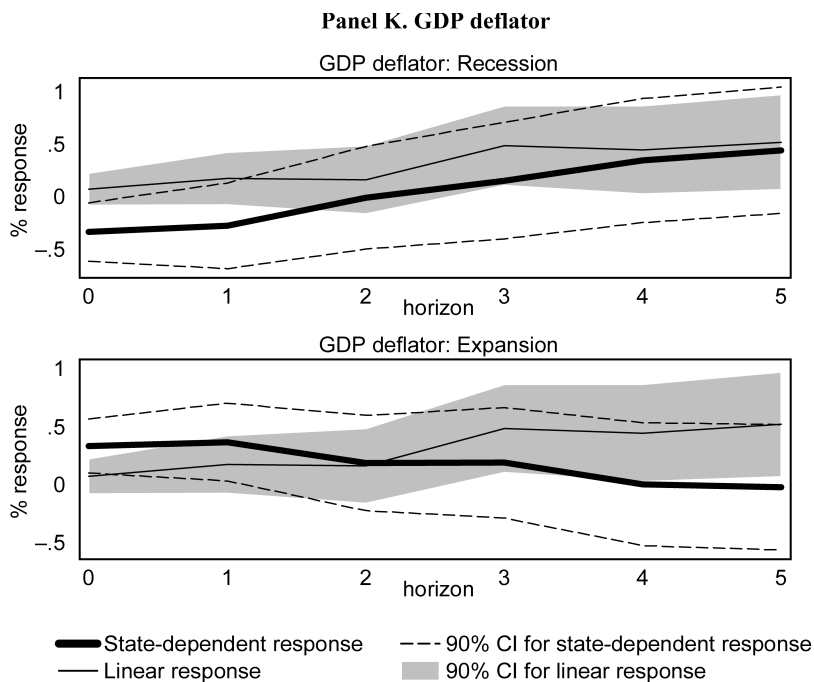 Panel K. GDP deflator
GDP deflator: Recession
1
.5
0
–.5
% response
0 1 2 3 4 5
horizon
GDP deflator: Expansion
1
.5
0
–.5
% response
0 1 2 3 4 5
horizon
State-dependent response
90% CI for state-dependent response
Linear response
90% CI for linear response